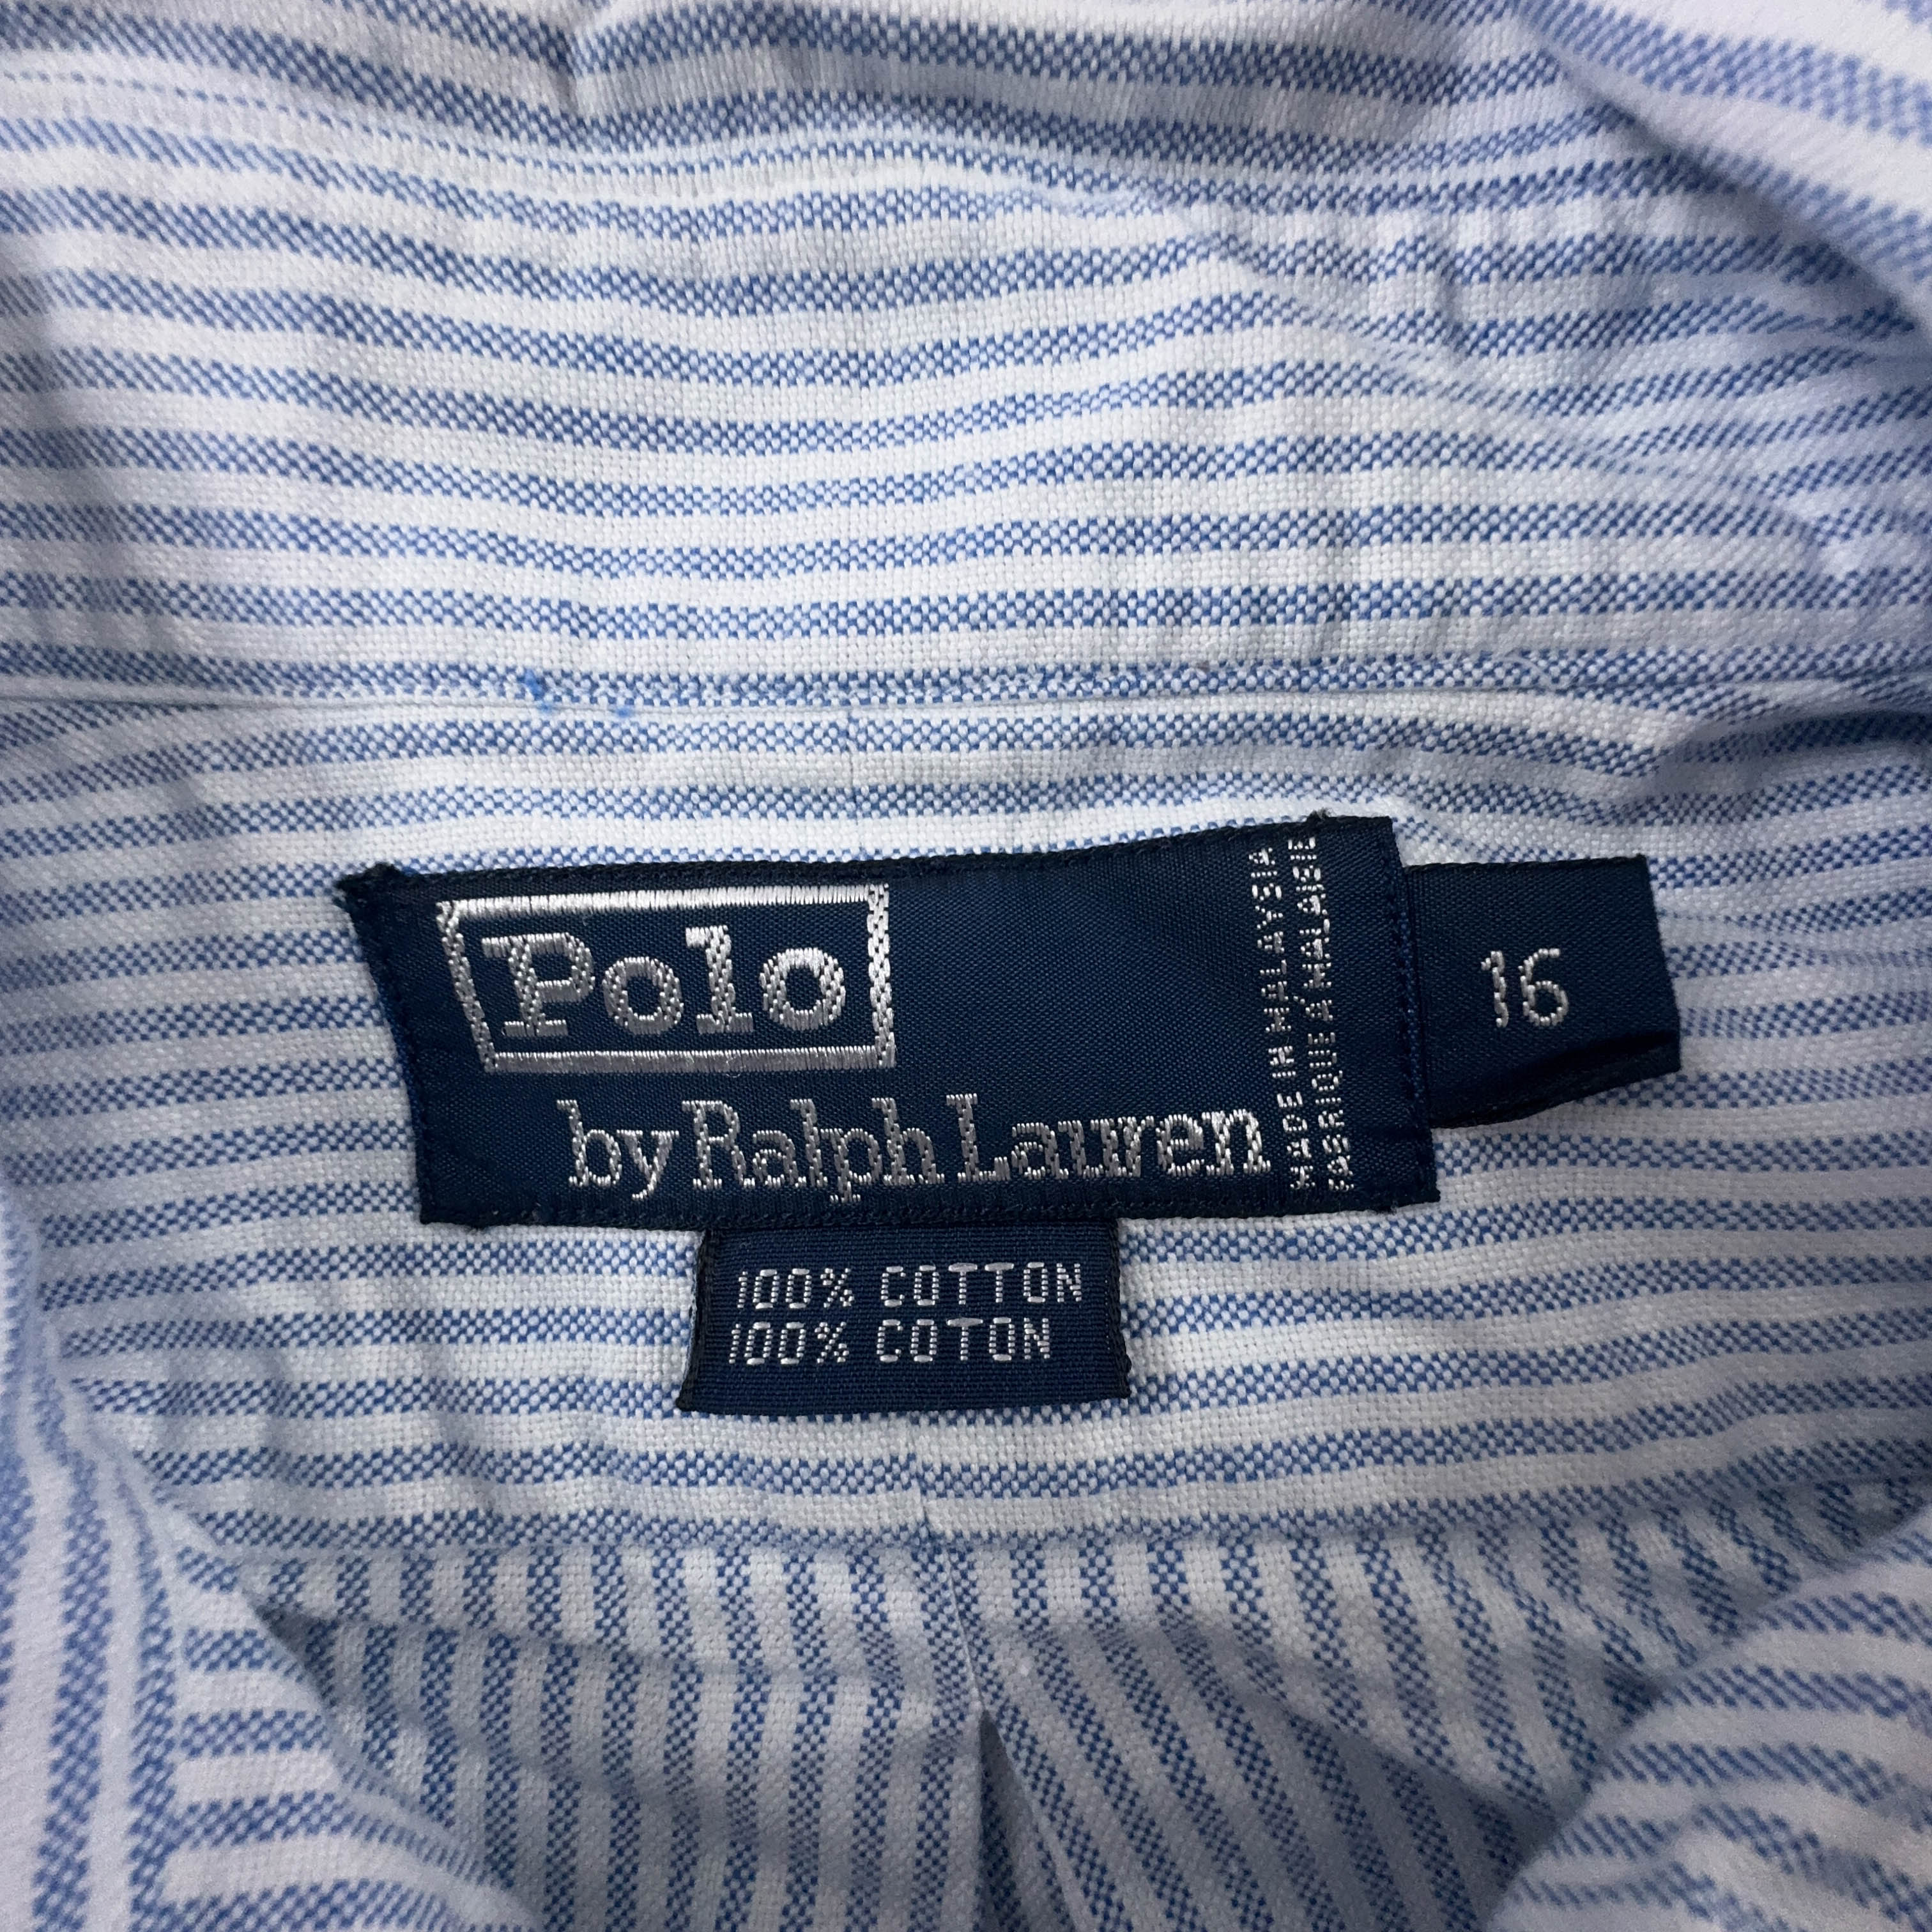 Polo
by Ralph Lauren
MADE IN MALAYSIA
FABRIQUE À MALAISIE
16
100% COTTON
100% COTON